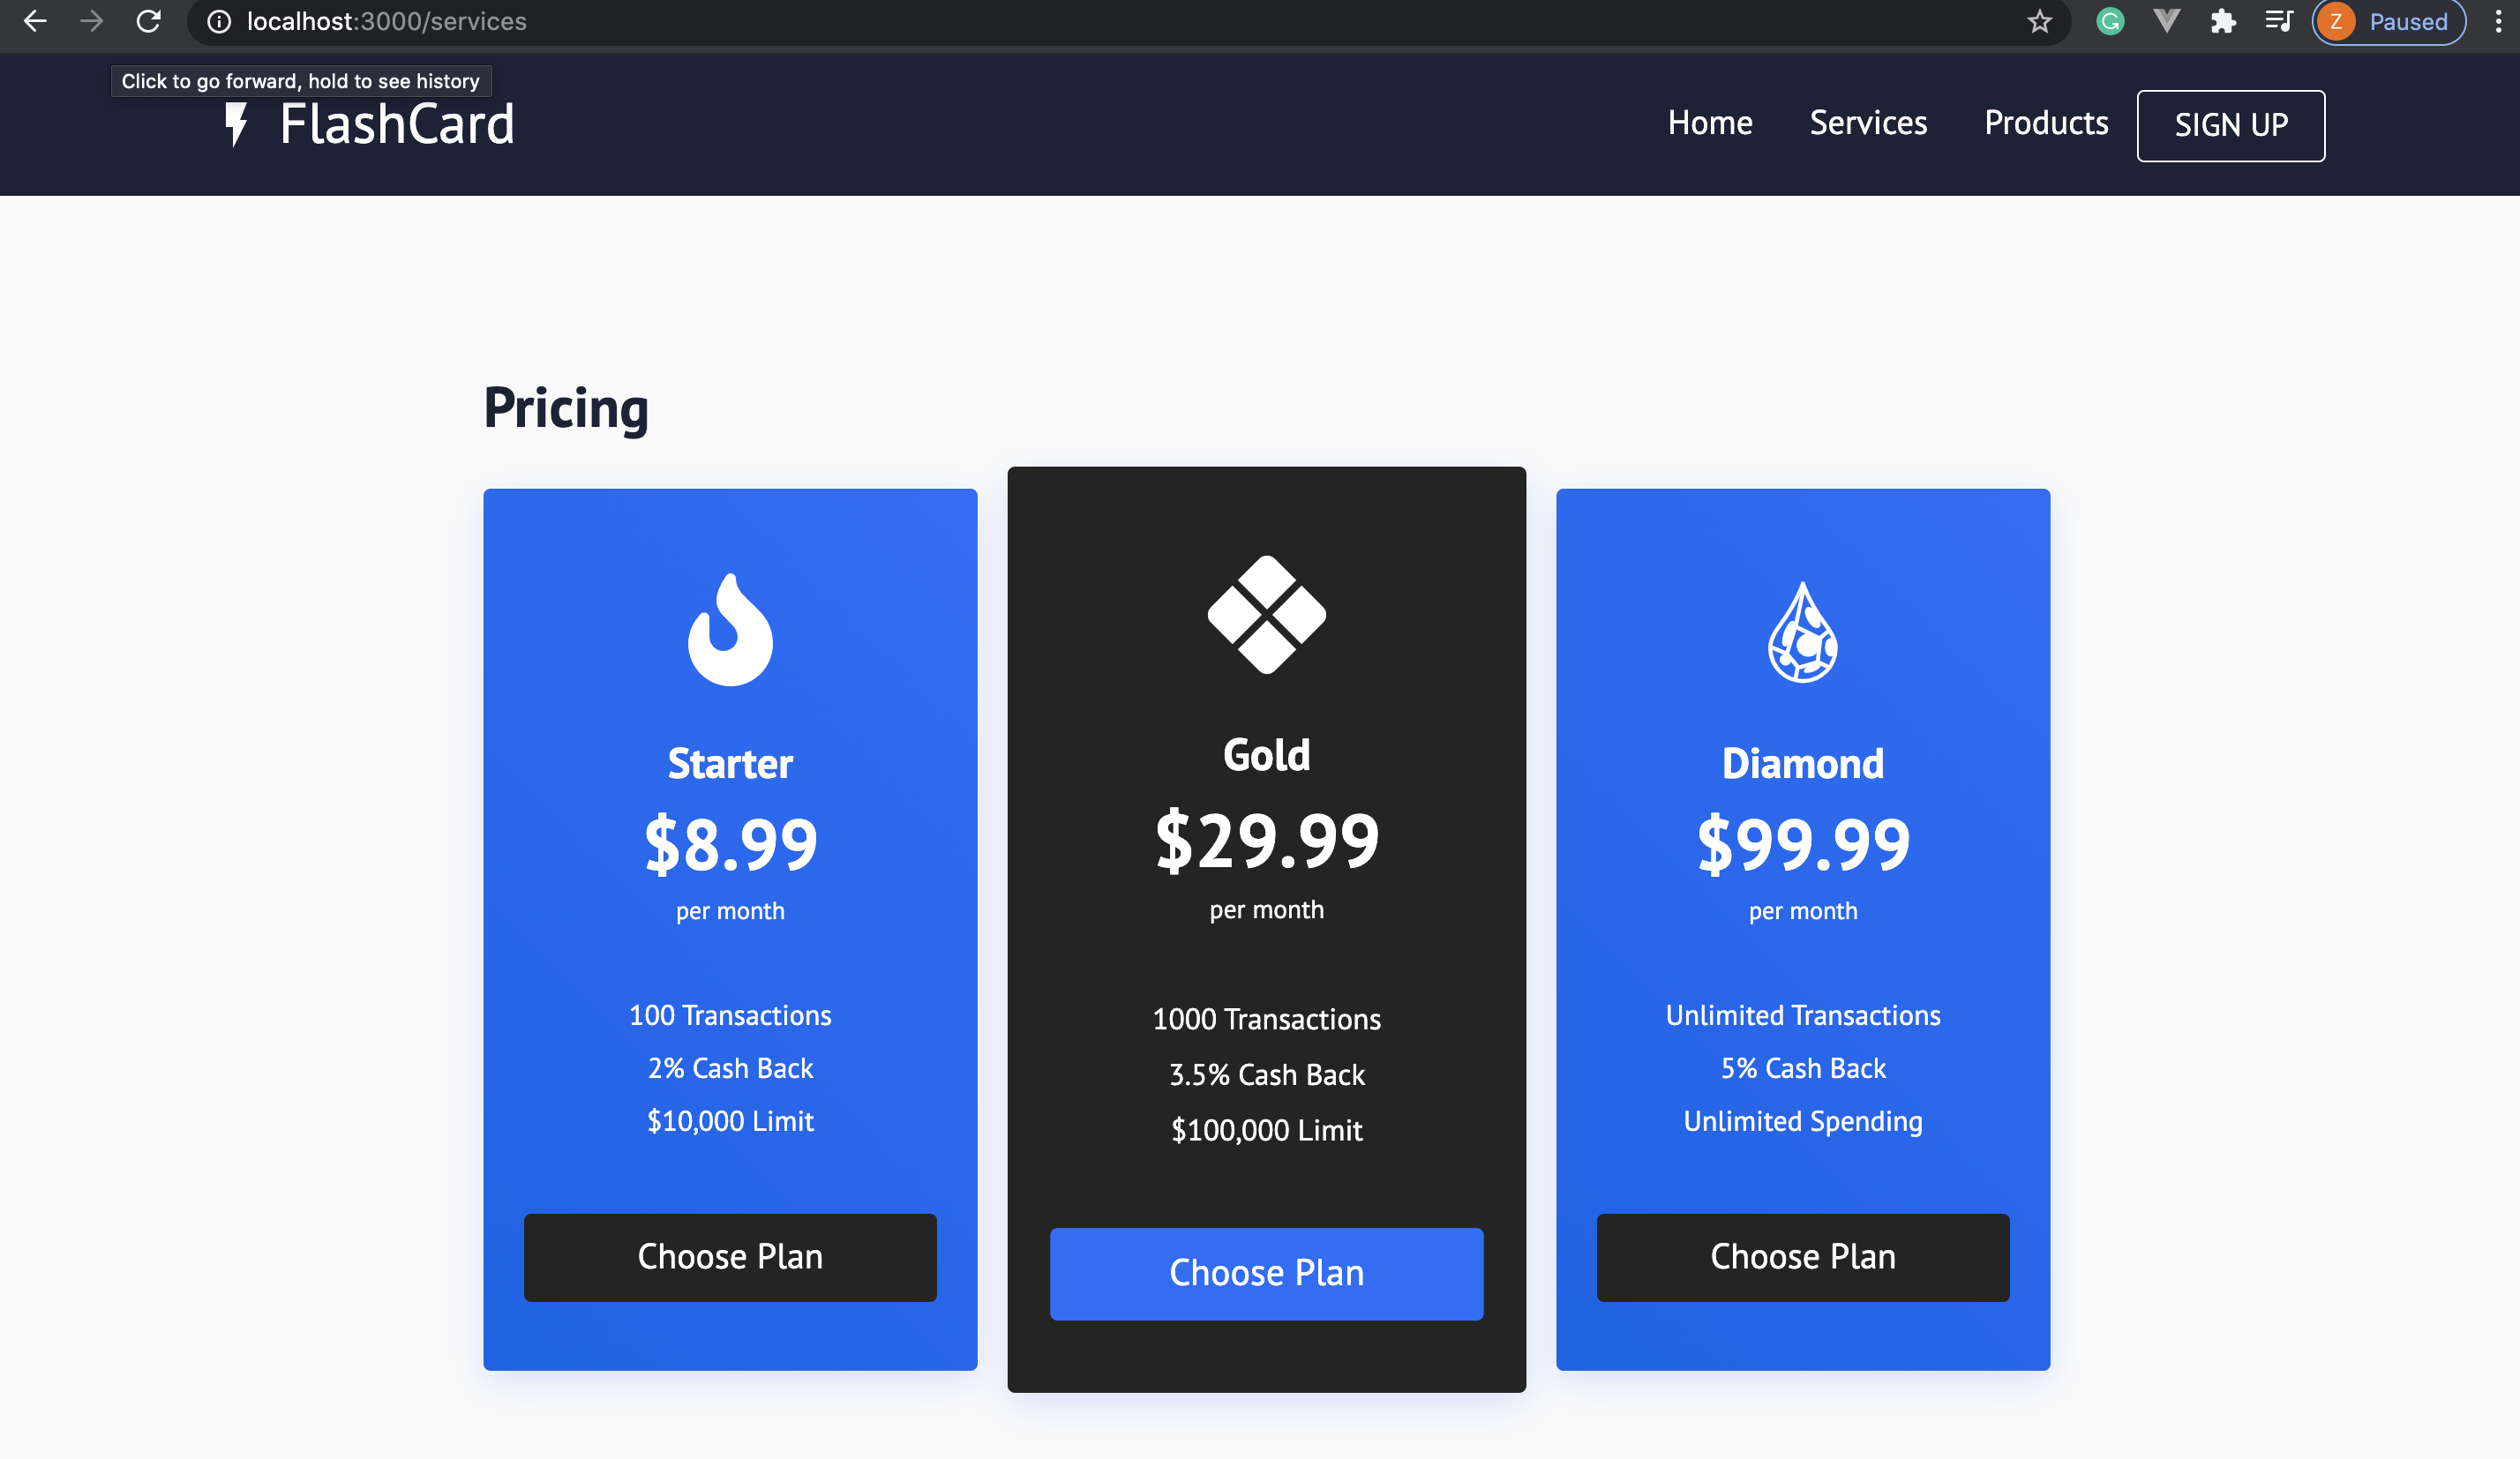 localhost:3000/services
Z Paused
Click to go forward, hold to see history
FlashCard
Home Services Products SIGN UP
Pricing
Starter
$8.99
per month
100 Transactions
2% Cash Back
$10,000 Limit
Choose Plan
Gold
$29.99
per month
1000 Transactions
3.5% Cash Back
$100,000 Limit
Choose Plan
Diamond
$99.99
per month
Unlimited Transactions
5% Cash Back
Unlimited Spending
Choose Plan